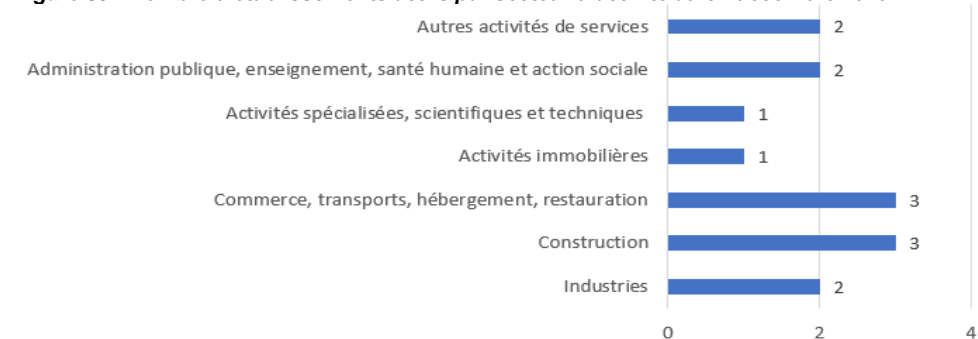 Autres activités de services 2
Administration publique, enseignement, santé humaine et action sociale 2
Activités spécialisées, scientifiques et techniques 1
Activités immobilières 1
Commerce, transports, hébergement, restauration 3
Construction 3
Industries 2
0 2 4